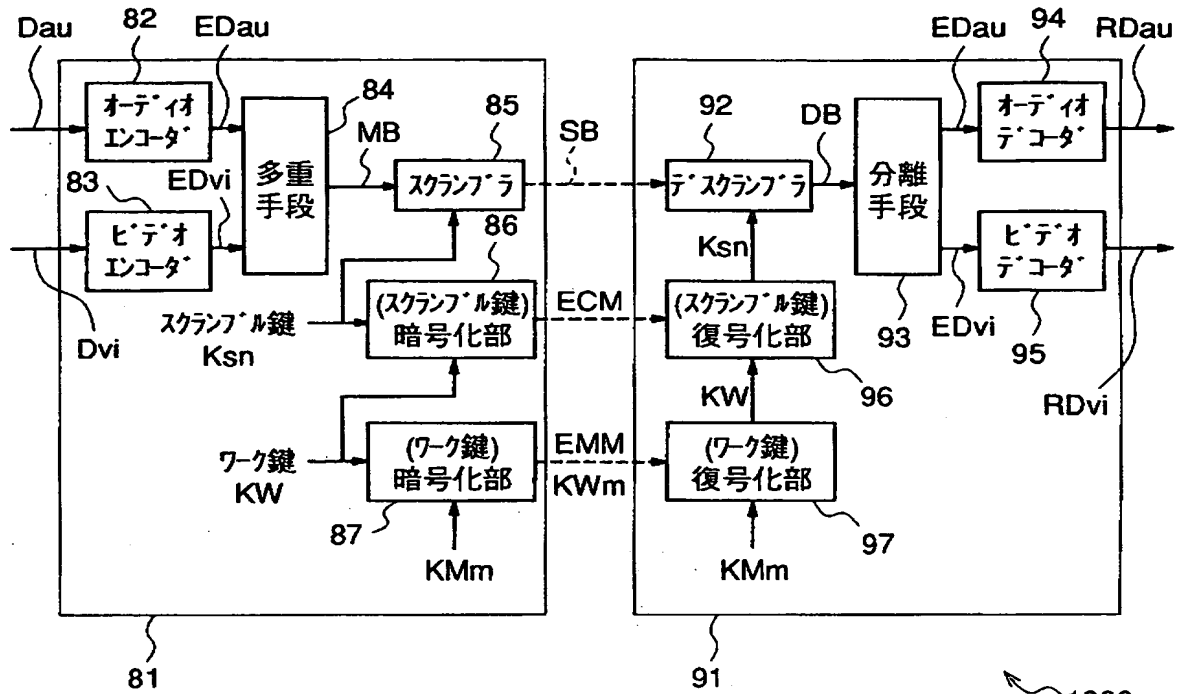 Dau
82
EDau
オーディオ
エンコーダ
84
MB
85
83
EDvi
多重
手段
スクランブラ
SB
ビデオ
エンコーダ
86
Dvi
スクランブル鍵
Ksn
(スクランブル鍵)
暗号化部
ECM
ワーク鍵
KW
(ワーク鍵)
暗号化部
EMM
KWm
87
KMm
81
92
DB
EDau
94
RDau
デスクランブラ
分離
手段
オーディオ
デコーダ
Ksn
ビデオ
デコーダ
(スクランブル鍵)
復号化部
93
EDvi
95
96
RDvi
KW
(ワーク鍵)
復号化部
97
KMm
91